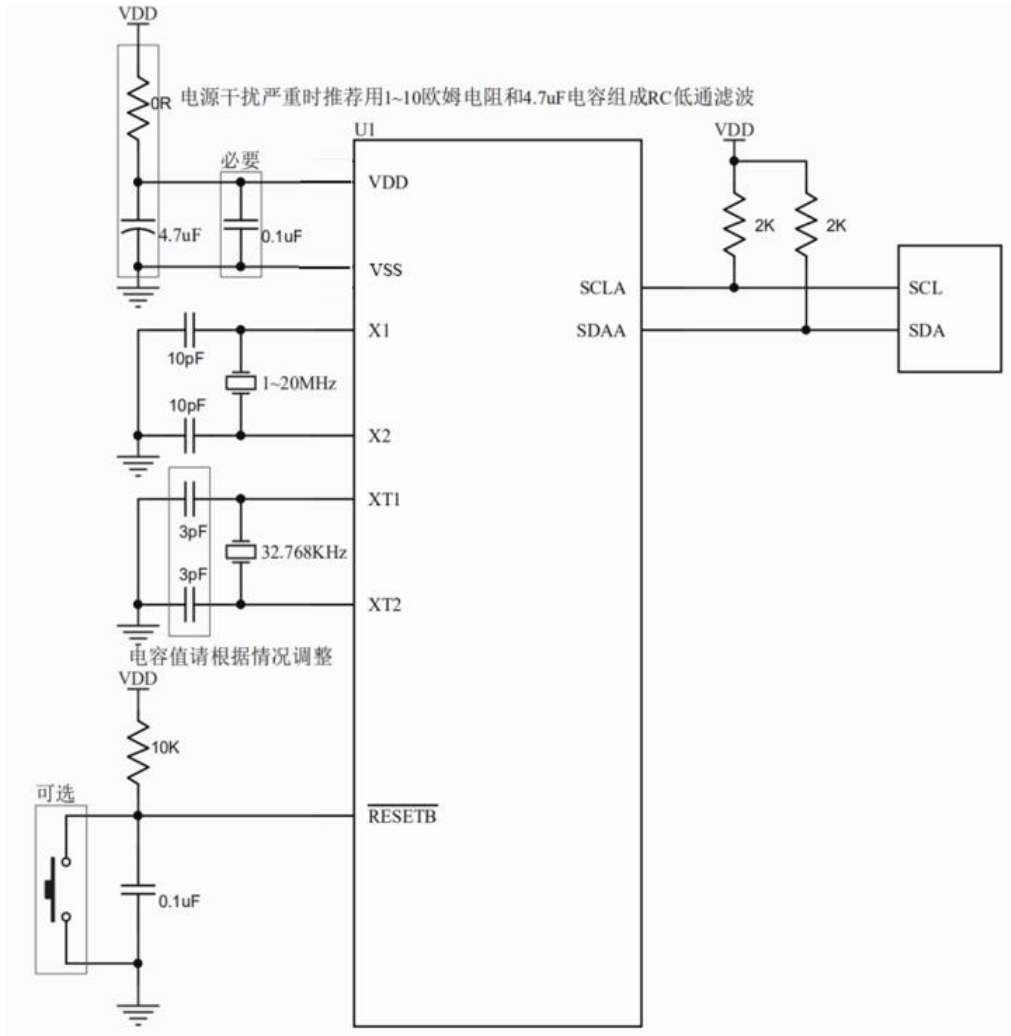 VDD
0R
电源干扰严重时推荐用1~10欧姆电阻和4.7uF电容组成RC低通滤波
U1
VDD
必要
VDD
4.7uF
0.1uF
2K
2K
VSS
SCLA
SCL
X1
SDAA
SDA
10pF
1~20MHz
10pF
X2
XT1
3pF
32.768KHz
3pF
XT2
电容值请根据情况调整
VDD
10K
可选
RESETB
0.1uF